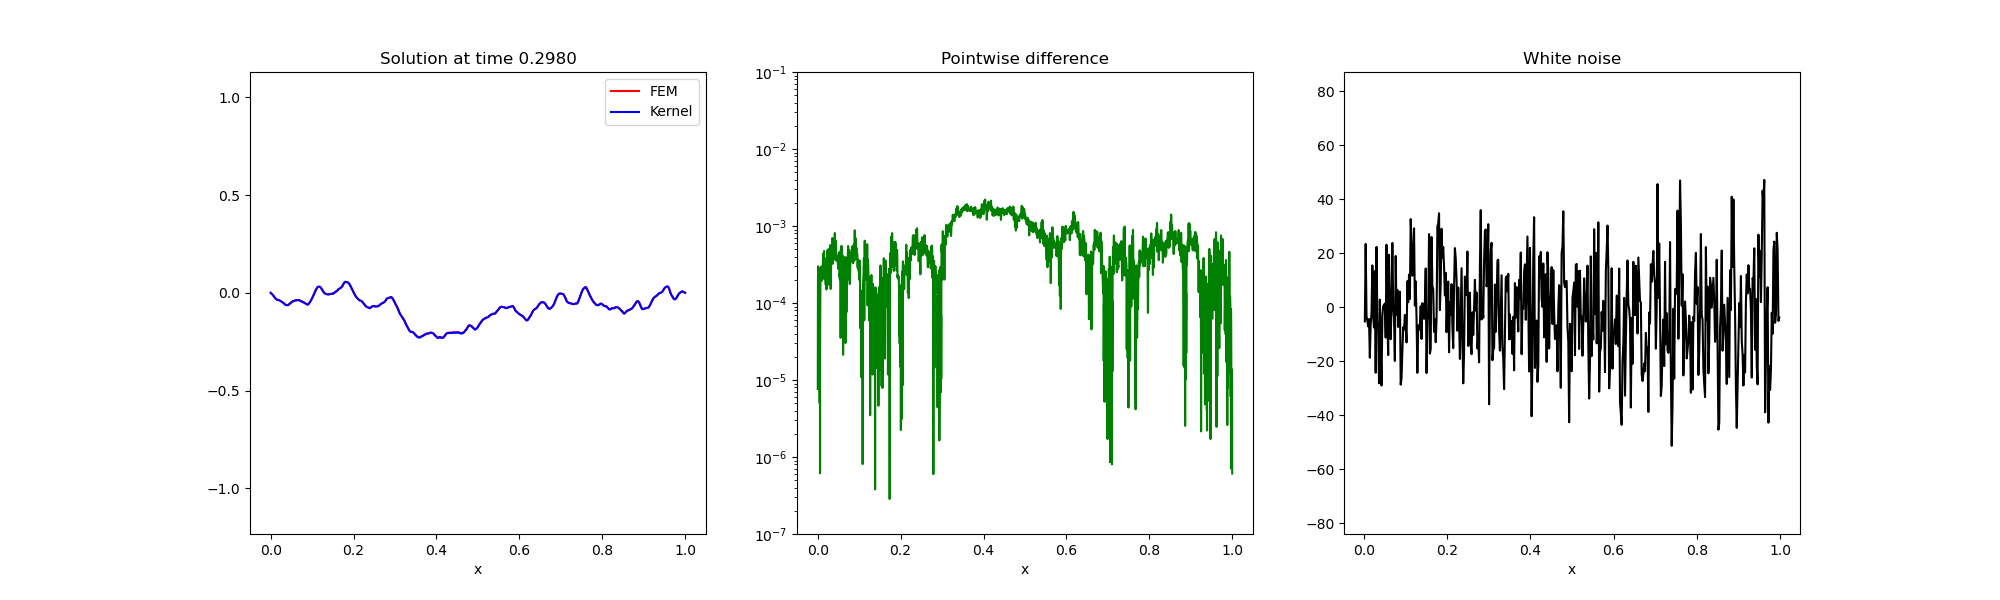 Solution at time 0.2980
1.0
0.5
0.0
−0.5
−1.0
0.0 0.2 0.4 0.6 0.8 1.0
x
FEM
Kernel
Pointwise difference
10⁻¹
10⁻²
10⁻³
10⁻⁴
10⁻⁵
10⁻⁶
10⁻⁷
0.0 0.2 0.4 0.6 0.8 1.0
x
White noise
80
60
40
20
0
−20
−40
−60
−80
0.0 0.2 0.4 0.6 0.8 1.0
x